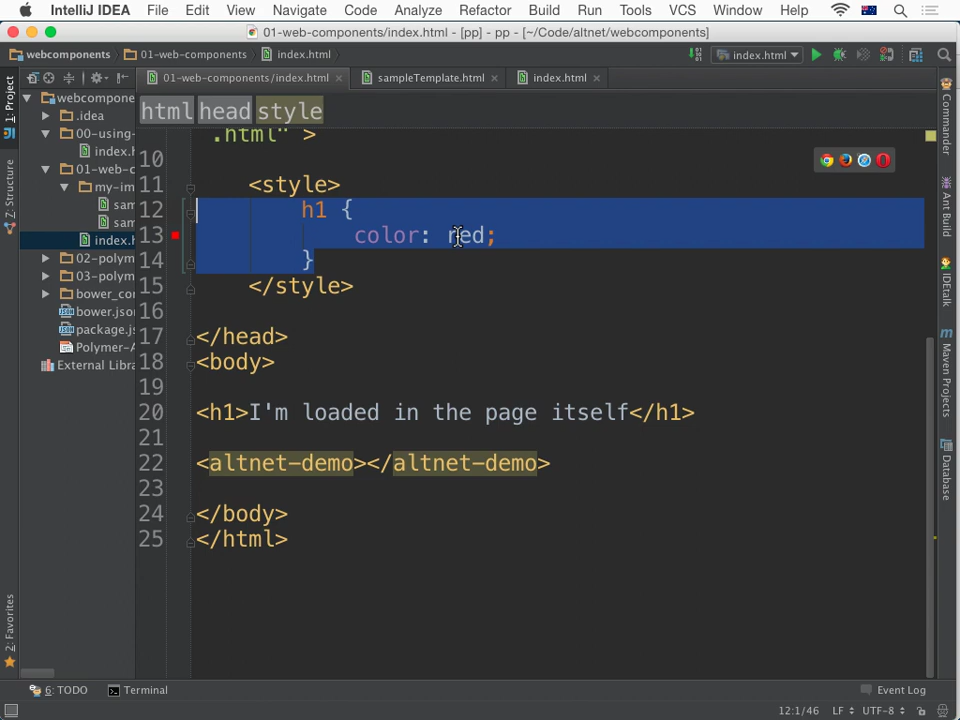 IntelliJ IDEA File Edit View Navigate Code Analyze Refactor Build Run Tools VCS Window Help
01-web-components/index.html - [pp] - pp - [~/Code/altnet/webcomponents]
webcomponents 01-web-components index.html index.html
01-web-components/index.html sampleTemplate.html index.html
html head style
1: Project
Z: Structure
2: Favorites
webcompone
.idea
00-using-
index.h
01-web-c
my-im
sam
sam
index.h
02-polym
03-polym
bower_co
bower.jso
package.js
Polymer-A
External Libra
.html" >
10
11 <style>
12 h1 {
13 color: red;
14 }
15 </style>
16
17 </head>
18 <body>
19
20 <h1>I'm loaded in the page itself</h1>
21
22 <altnet-demo></altnet-demo>
23
24 </body>
25 </html>
Commander
Ant Build
IDEtalk
Maven Projects
Database
6: TODO Terminal Event Log
12:1/46 LF UTF-8